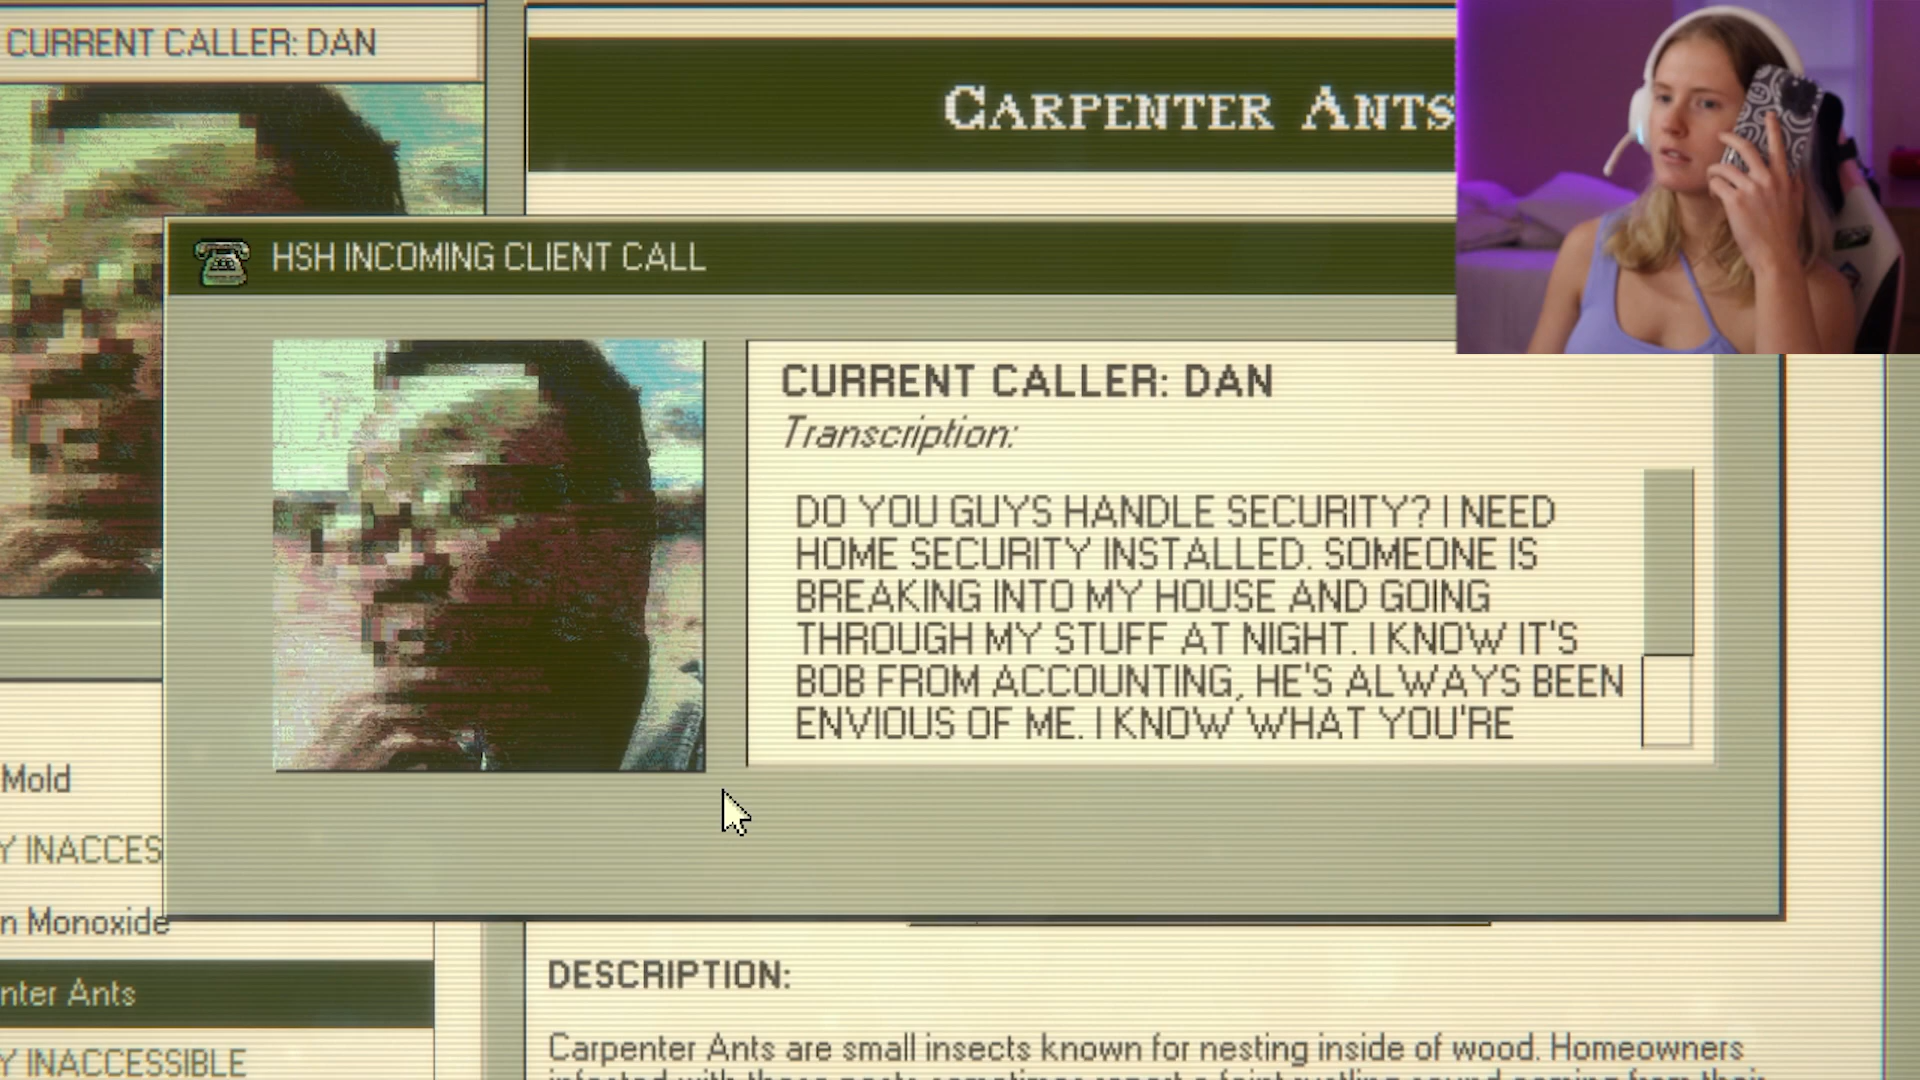 CURRENT CALLER: DAN
CARPENTER ANTS
HSH INCOMING CLIENT CALL
CURRENT CALLER: DAN
Transcription:
DO YOU GUYS HANDLE SECURITY? I NEED
HOME SECURITY INSTALLED. SOMEONE IS
BREAKING INTO MY HOUSE AND GOING
THROUGH MY STUFF AT NIGHT. I KNOW IT'S
BOB FROM ACCOUNTING, HE'S ALWAYS BEEN
ENVIOUS OF ME. I KNOW WHAT YOU'RE
Mold
Y INACCES
n Monoxide
nter Ants
Y INACCESSIBLE
DESCRIPTION:
Carpenter Ants are small insects known for nesting inside of wood. Homeowners